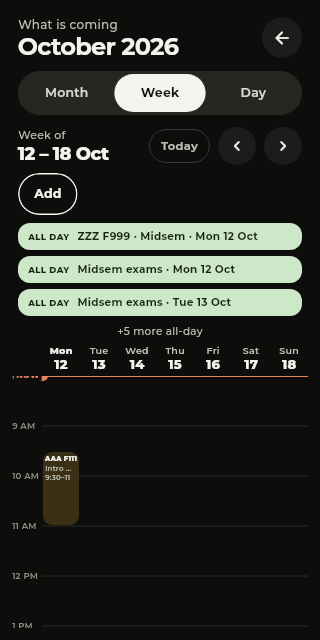 What is coming
October 2026
Month Week Day
Week of
12 – 18 Oct
Today
Add
ALL DAY ZZZ F999 · Midsem · Mon 12 Oct
ALL DAY Midsem exams · Mon 12 Oct
ALL DAY Midsem exams · Tue 13 Oct
+5 more all-day
Mon Tue Wed Thu Fri Sat Sun
12 13 14 15 16 17 18
9 AM
AAA F111
Intro ...
10 AM
9:30–11
11 AM
12 PM
1 PM